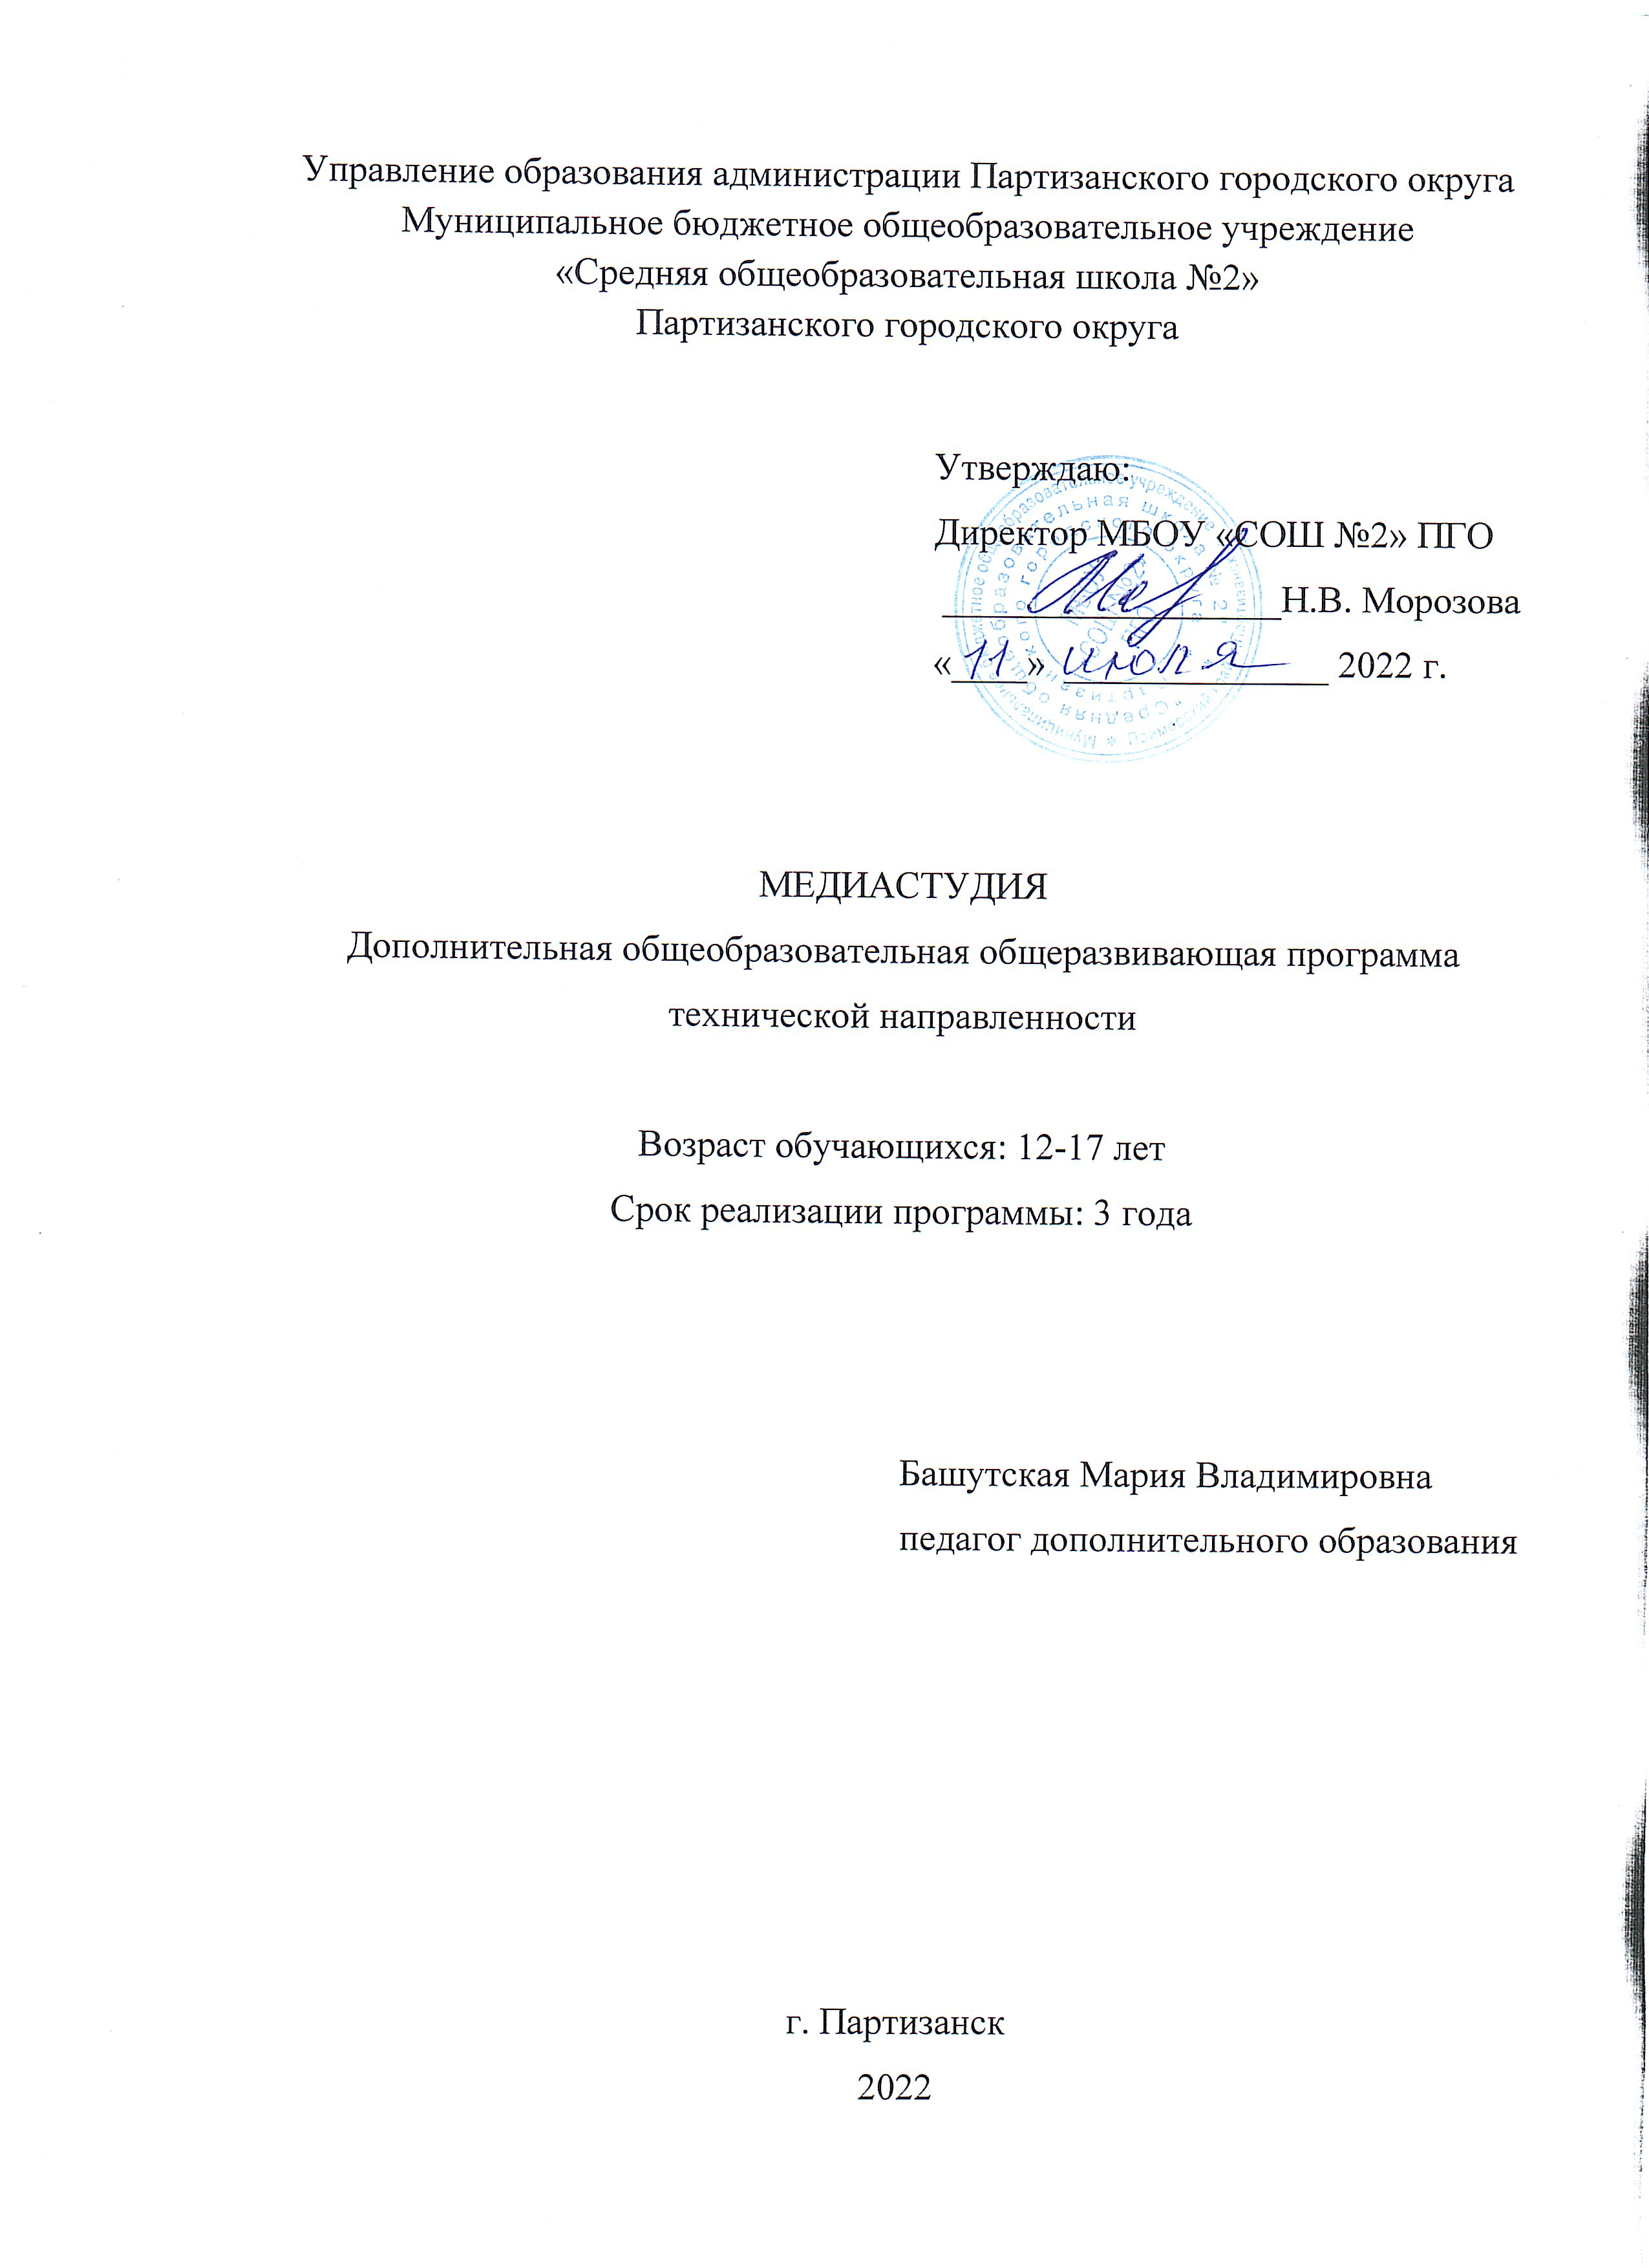 Управление образования администрации Партизанского городского округа
Муниципальное бюджетное общеобразовательное учреждение
«Средняя общеобразовательная школа №2»
Партизанского городского округа
Утверждаю:
Директор МБОУ «СОШ №2» ПГО
Н.В. Морозова
«11» июля 2022 г.
МЕДИАСТУДИЯ
Дополнительная общеобразовательная общеразвивающая программа
технической направленности
Возраст обучающихся: 12-17 лет
Срок реализации программы: 3 года
Башутская Мария Владимировна
педагог дополнительного образования
г. Партизанск
2022